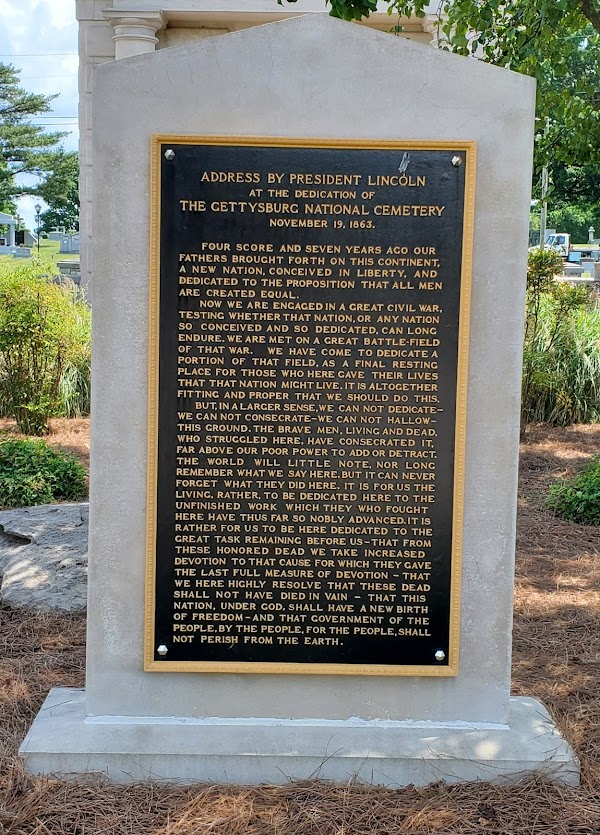 ADDRESS BY PRESIDENT LINCOLN
AT THE DEDICATION OF
THE GETTYSBURG NATIONAL CEMETERY
NOVEMBER 19, 1863.
FOUR SCORE AND SEVEN YEARS AGO OUR
FATHERS BROUGHT FORTH ON THIS CONTINENT,
A NEW NATION, CONCEIVED IN LIBERTY, AND
DEDICATED TO THE PROPOSITION THAT ALL MEN
ARE CREATED EQUAL.
NOW WE ARE ENGAGED IN A GREAT CIVIL WAR,
TESTING WHETHER THAT NATION, OR ANY NATION
SO CONCEIVED AND SO DEDICATED, CAN LONG
ENDURE. WE ARE MET ON A GREAT BATTLE-FIELD
OF THAT WAR. WE HAVE COME TO DEDICATE A
PORTION OF THAT FIELD, AS A FINAL RESTING
PLACE FOR THOSE WHO HERE GAVE THEIR LIVES
THAT THAT NATION MIGHT LIVE. IT IS ALTOGETHER
FITTING AND PROPER THAT WE SHOULD DO THIS.
BUT, IN A LARGER SENSE, WE CAN NOT DEDICATE—
WE CAN NOT CONSECRATE—WE CAN NOT HALLOW—
THIS GROUND. THE BRAVE MEN, LIVING AND DEAD,
WHO STRUGGLED HERE, HAVE CONSECRATED IT,
FAR ABOVE OUR POOR POWER TO ADD OR DETRACT.
THE WORLD WILL LITTLE NOTE, NOR LONG
REMEMBER WHAT WE SAY HERE, BUT IT CAN NEVER
FORGET WHAT THEY DID HERE. IT IS FOR US THE
LIVING, RATHER, TO BE DEDICATED HERE TO THE
UNFINISHED WORK WHICH THEY WHO FOUGHT
HERE HAVE THUS FAR SO NOBLY ADVANCED. IT IS
RATHER FOR US TO BE HERE DEDICATED TO THE
GREAT TASK REMAINING BEFORE US—THAT FROM
THESE HONORED DEAD WE TAKE INCREASED
DEVOTION TO THAT CAUSE FOR WHICH THEY GAVE
THE LAST FULL MEASURE OF DEVOTION — THAT
WE HERE HIGHLY RESOLVE THAT THESE DEAD
SHALL NOT HAVE DIED IN VAIN — THAT THIS
NATION, UNDER GOD, SHALL HAVE A NEW BIRTH
OF FREEDOM—AND THAT GOVERNMENT OF THE
PEOPLE, BY THE PEOPLE, FOR THE PEOPLE, SHALL
NOT PERISH FROM THE EARTH.